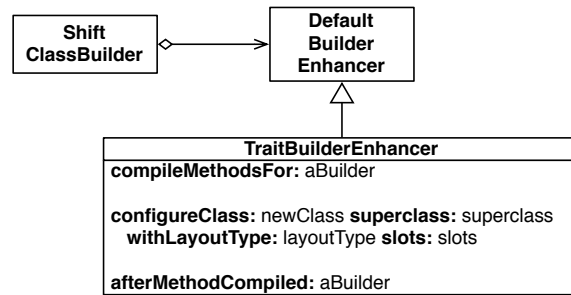 Shift
ClassBuilder
Default
Builder
Enhancer
TraitBuilderEnhancer
compileMethodsFor: aBuilder
configureClass: newClass superclass: superclass
withLayoutType: layoutType slots: slots
afterMethodCompiled: aBuilder